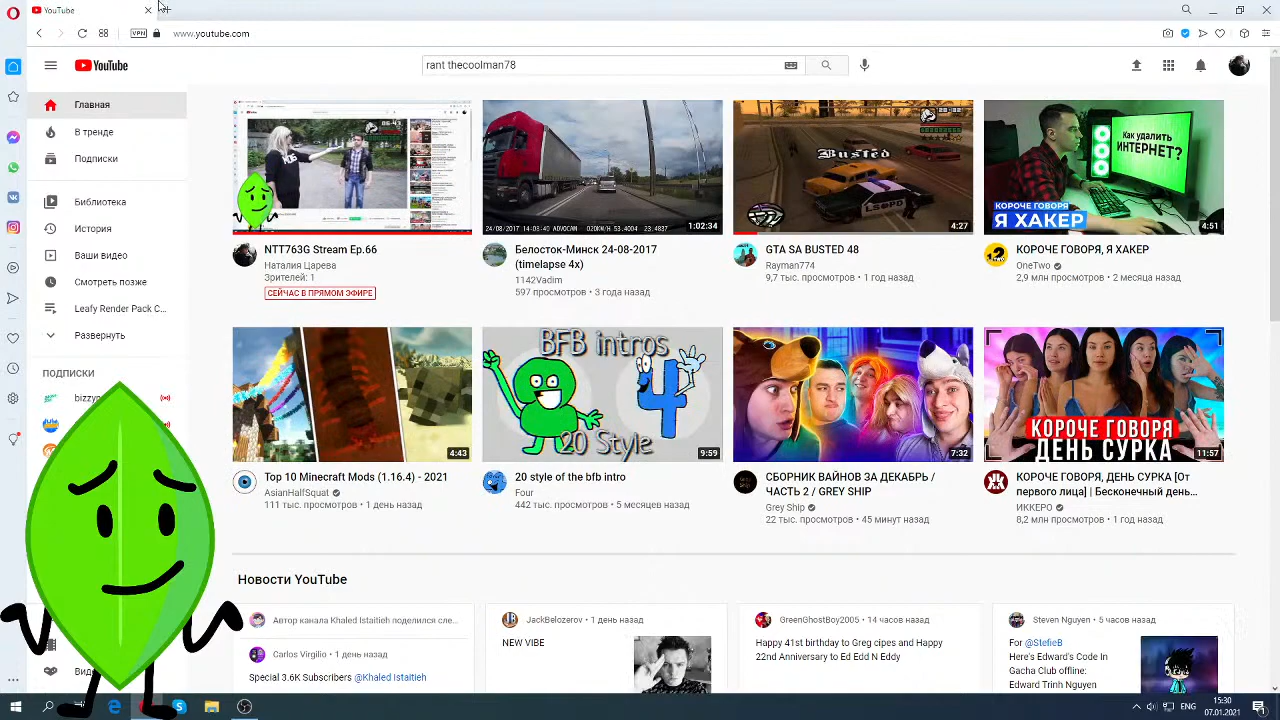 YouTube
VPN
www.youtube.com
YouTube
rant thecoolman78
Главная
В тренде
Подписки
Библиотека
История
Ваши видео
Смотреть позже
Leafy Render Pack C...
Развернуть
ПОДПИСКИ
NTT763G Stream Ep.66
Наталия Царева
Зрителей: 1
СЕЙЧАС В ПРЯМОМ ЭФИРЕ
24/08/2017 14:08:40 ADVOCAM
1:02:34
Белосток-Минск 24-08-2017
(timelapse 4x)
1142Vadim
597 просмотров • 3 года назад
Busted
4:27
GTA SA BUSTED 48
Rayman774
9,7 тыс. просмотров • 1 год назад
Как удалить
ИНТЕРНЕТ?
КОРОЧЕ ГОВОРЯ
Я ХАКЕР
4:51
КОРОЧЕ ГОВОРЯ, Я ХАКЕР
OneTwo
2,9 млн просмотров • 2 месяца назад
4:43
Top 10 Minecraft Mods (1.16.4) - 2021
AsianHalfSquat
111 тыс. просмотров • 1 день назад
BFB intros
20 Style
9:59
20 style of the bfb intro
Four
442 тыс. просмотров • 5 месяцев назад
7:32
СБОРНИК ВАЙНОВ ЗА ДЕКАБРЬ /
ЧАСТЬ 2 / GREY SHIP
Grey Ship
22 тыс. просмотров • 45 минут назад
КОРОЧЕ ГОВОРЯ
ДЕНЬ СУРКА
11:57
КОРОЧЕ ГОВОРЯ, ДЕНЬ СУРКА [От
первого лица] | Бесконечный день...
ИККЕРО
8,2 млн просмотров • 1 год назад
Новости YouTube
Автор канала Khaled Istaitieh поделился сле...
Carlos Virgilio • 1 день назад
Special 3.6K Subscribers @Khaled Istaitieh
JackBelozerov • 1 день назад
NEW VIBE
GreenGhostBoy2005 • 14 часов назад
Happy 41st birthday to Greg cipes and Happy
22nd Anniversary to Ed Edd N Eddy
Steven Nguyen • 5 часов назад
For @StefieB
Here's Edward's Code In
Gacha Club offline:
Edward Trinh Nguyen
ENG
15:30
07.01.2021